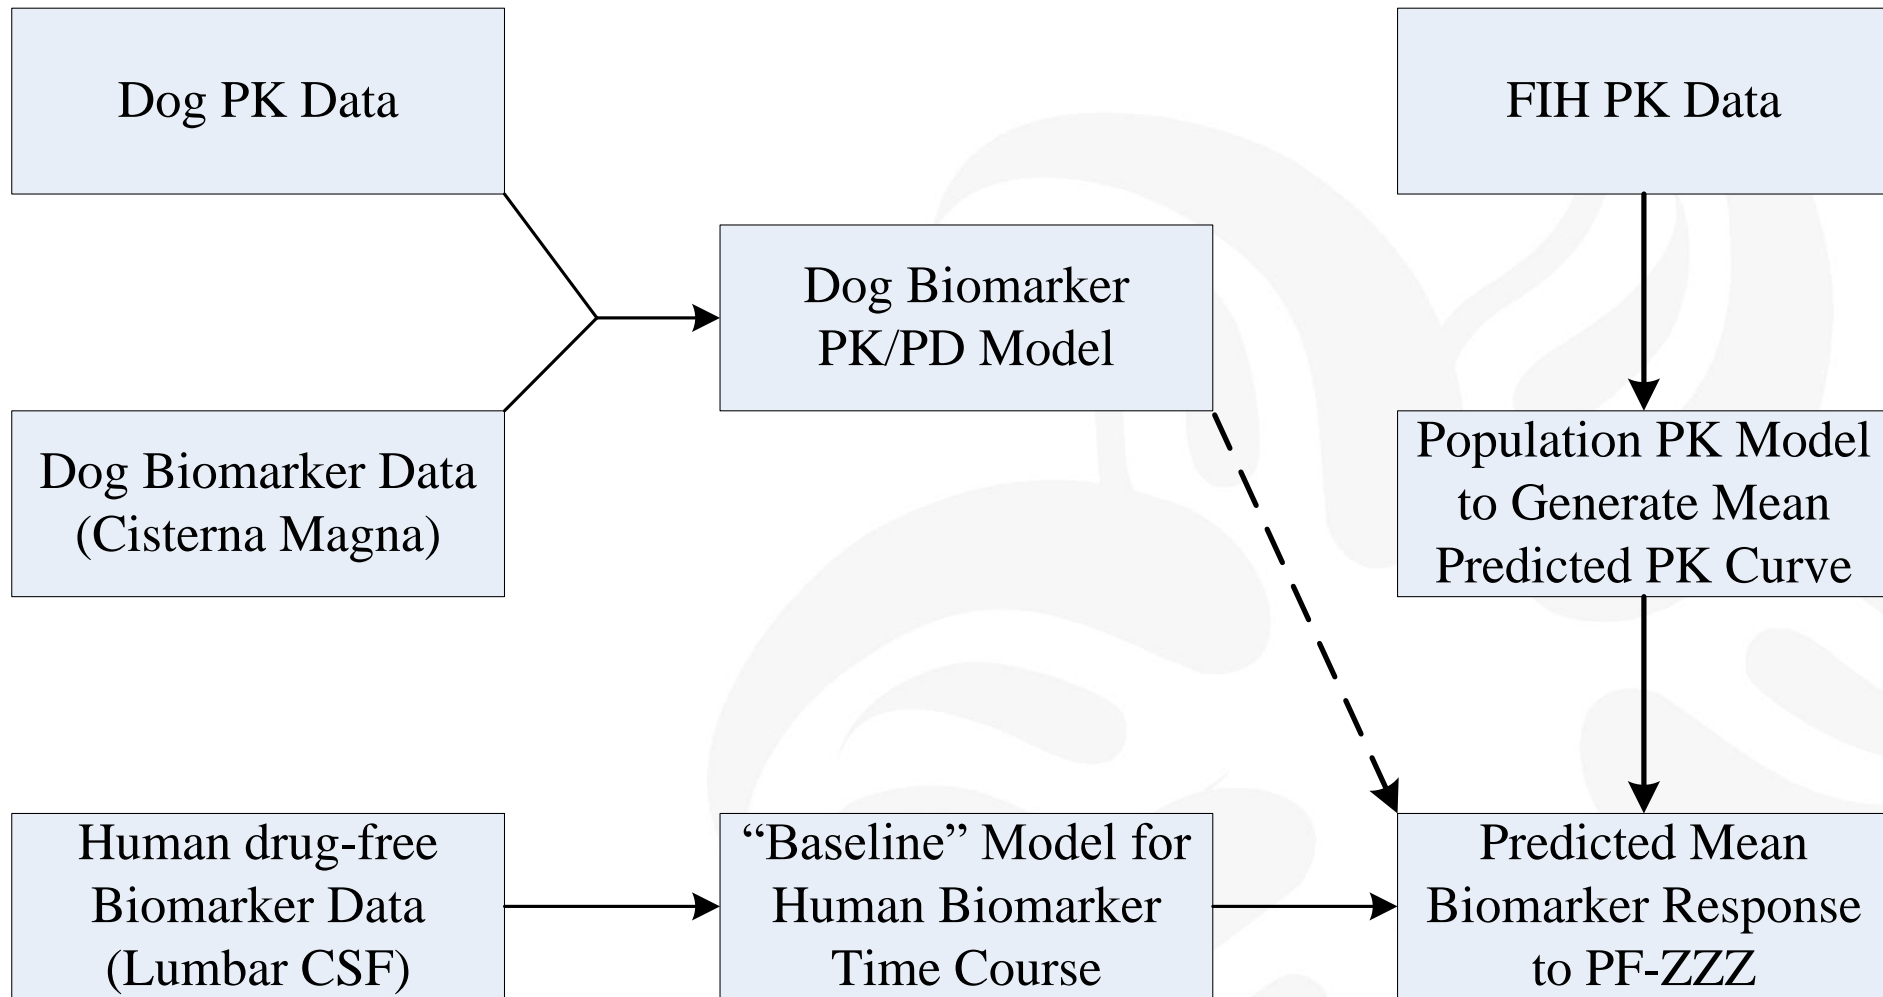 Dog PK Data
FIH PK Data
Dog Biomarker
PK/PD Model
Dog Biomarker Data
(Cisterna Magna)
Population PK Model
to Generate Mean
Predicted PK Curve
Human drug-free
Biomarker Data
(Lumbar CSF)
“Baseline” Model for
Human Biomarker
Time Course
Predicted Mean
Biomarker Response
to PF-ZZZ